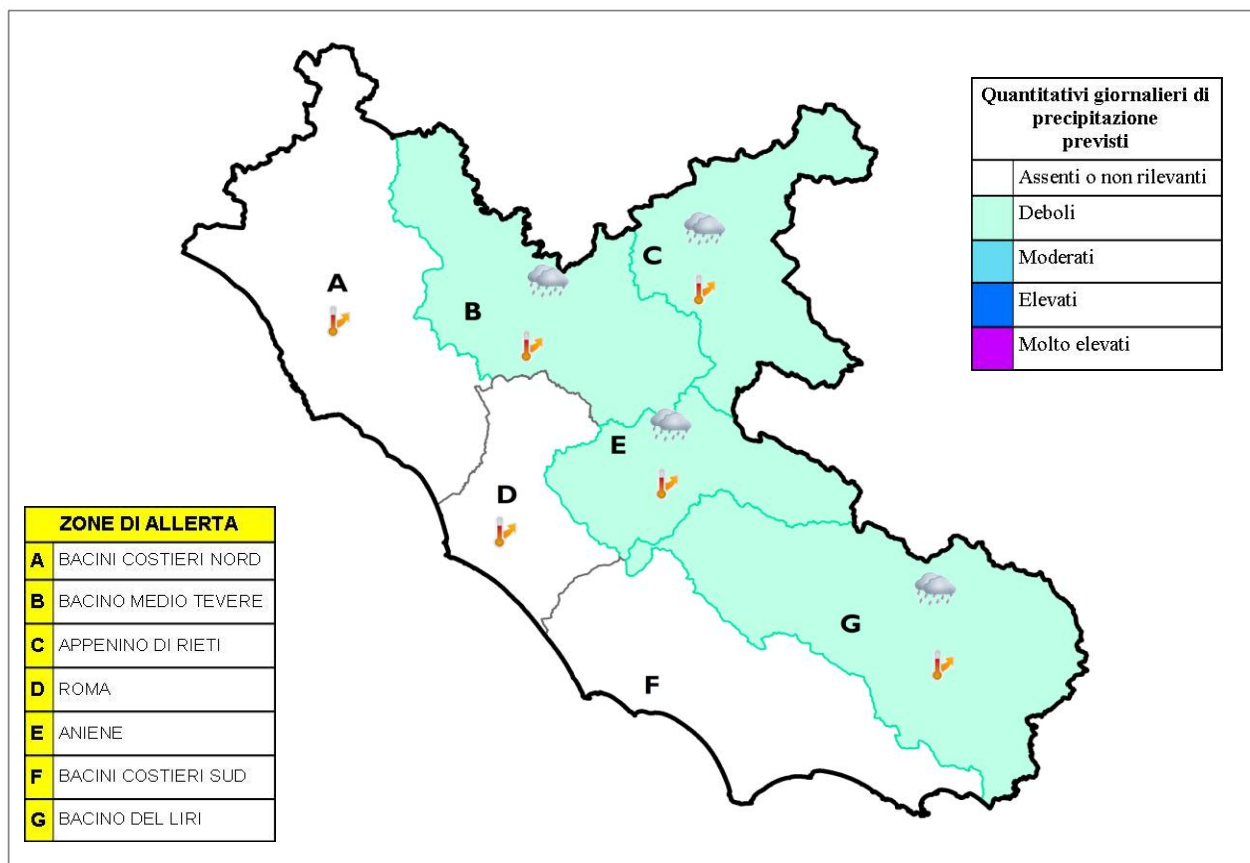 Quantitativi giornalieri di
precipitazione
previsti
Assenti o non rilevanti
Deboli
Moderati
Elevati
Molto elevati
A
B
C
D
E
F
G
ZONE DI ALLERTA
A BACINI COSTIERI NORD
B BACINO MEDIO TEVERE
C APPENINO DI RIETI
D ROMA
E ANIENE
F BACINI COSTIERI SUD
G BACINO DEL LIRI